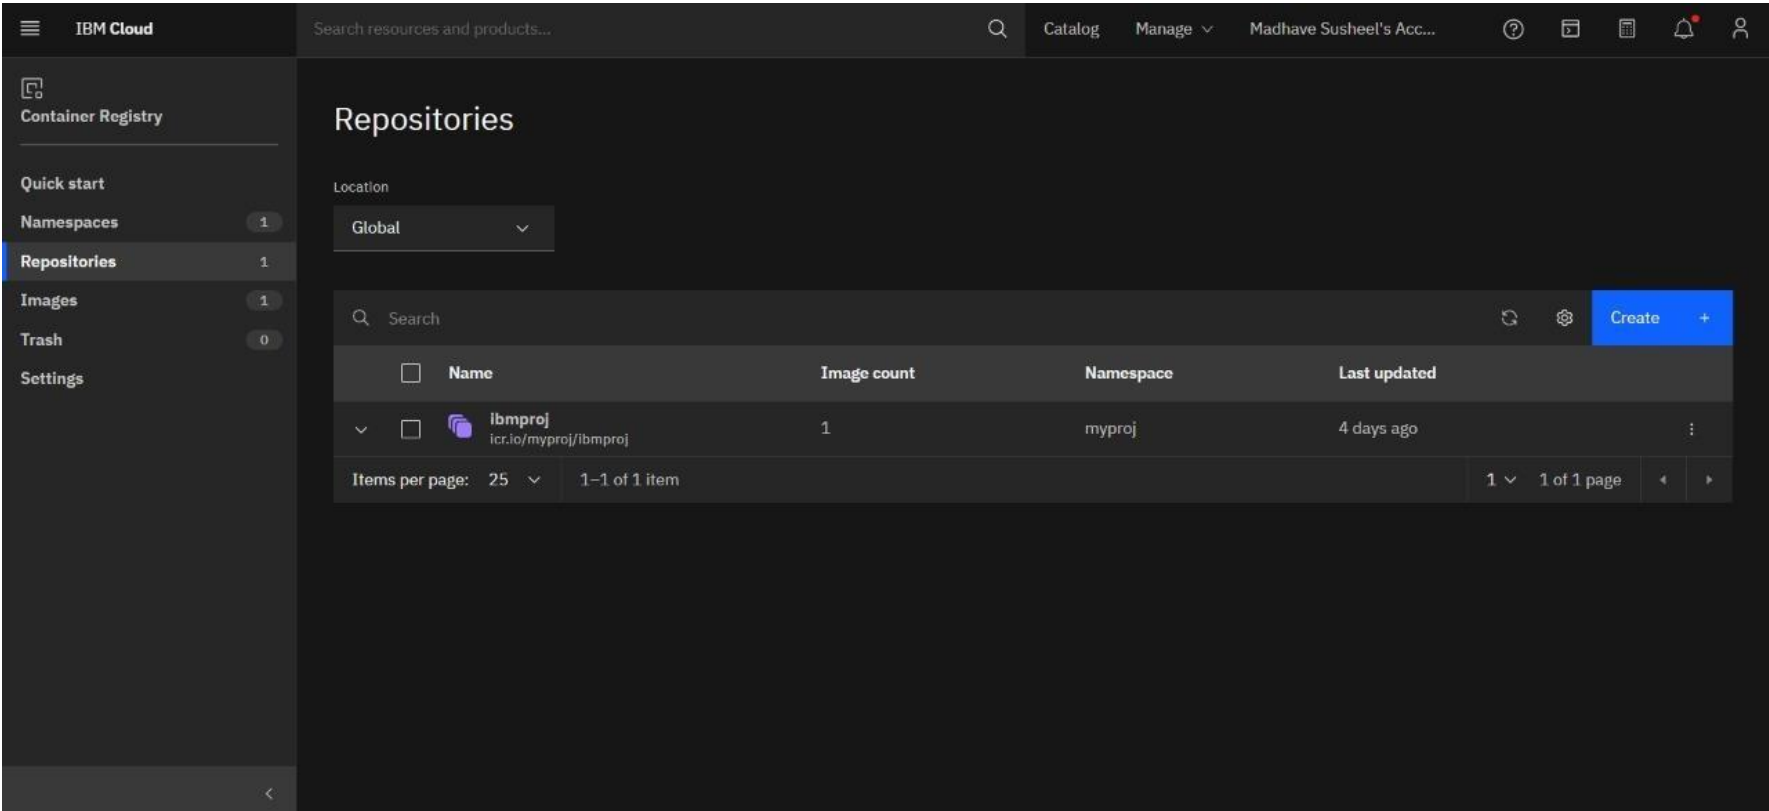 IBM Cloud
Search resources and products...
Catalog
Manage
Madhave Susheel's Acc...
Container Registry
Quick start
Namespaces 1
Repositories 1
Images 1
Trash 0
Settings
Repositories
Location
Global
Search
Create +
Name Image count Namespace Last updated
ibmproj
icr.io/myproj/ibmproj
1 myproj 4 days ago
Items per page: 25 1–1 of 1 item 1 1 of 1 page